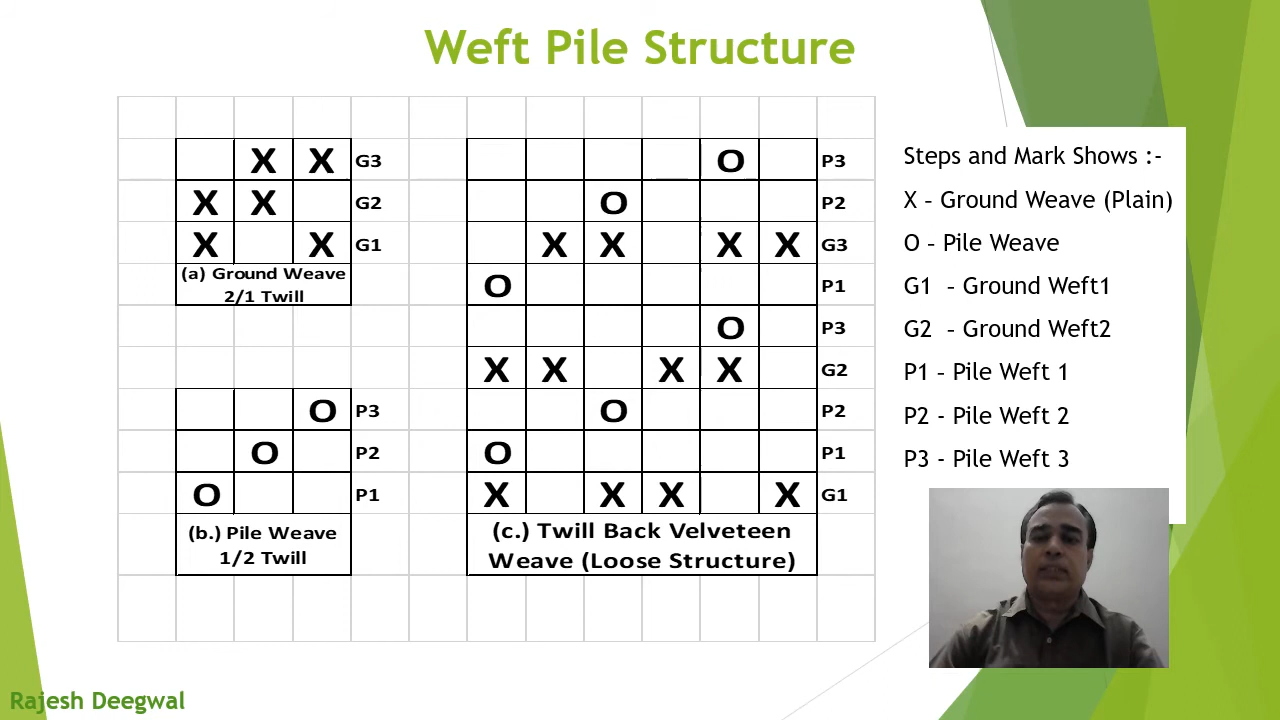 Weft Pile Structure
X X G3
X X G2
X X G1
(a) Ground Weave
2/1 Twill
O P3
O P2
O P1
(b.) Pile Weave
1/2 Twill
O P3
O P2
X X X X G3
O P1
O P3
X X X X G2
O P2
O P1
X X X X G1
(c.) Twill Back Velveteen
Weave (Loose Structure)
Steps and Mark Shows :-
X – Ground Weave (Plain)
O – Pile Weave
G1 – Ground Weft1
G2 – Ground Weft2
P1 – Pile Weft 1
P2 - Pile Weft 2
P3 - Pile Weft 3
Rajesh Deegwal